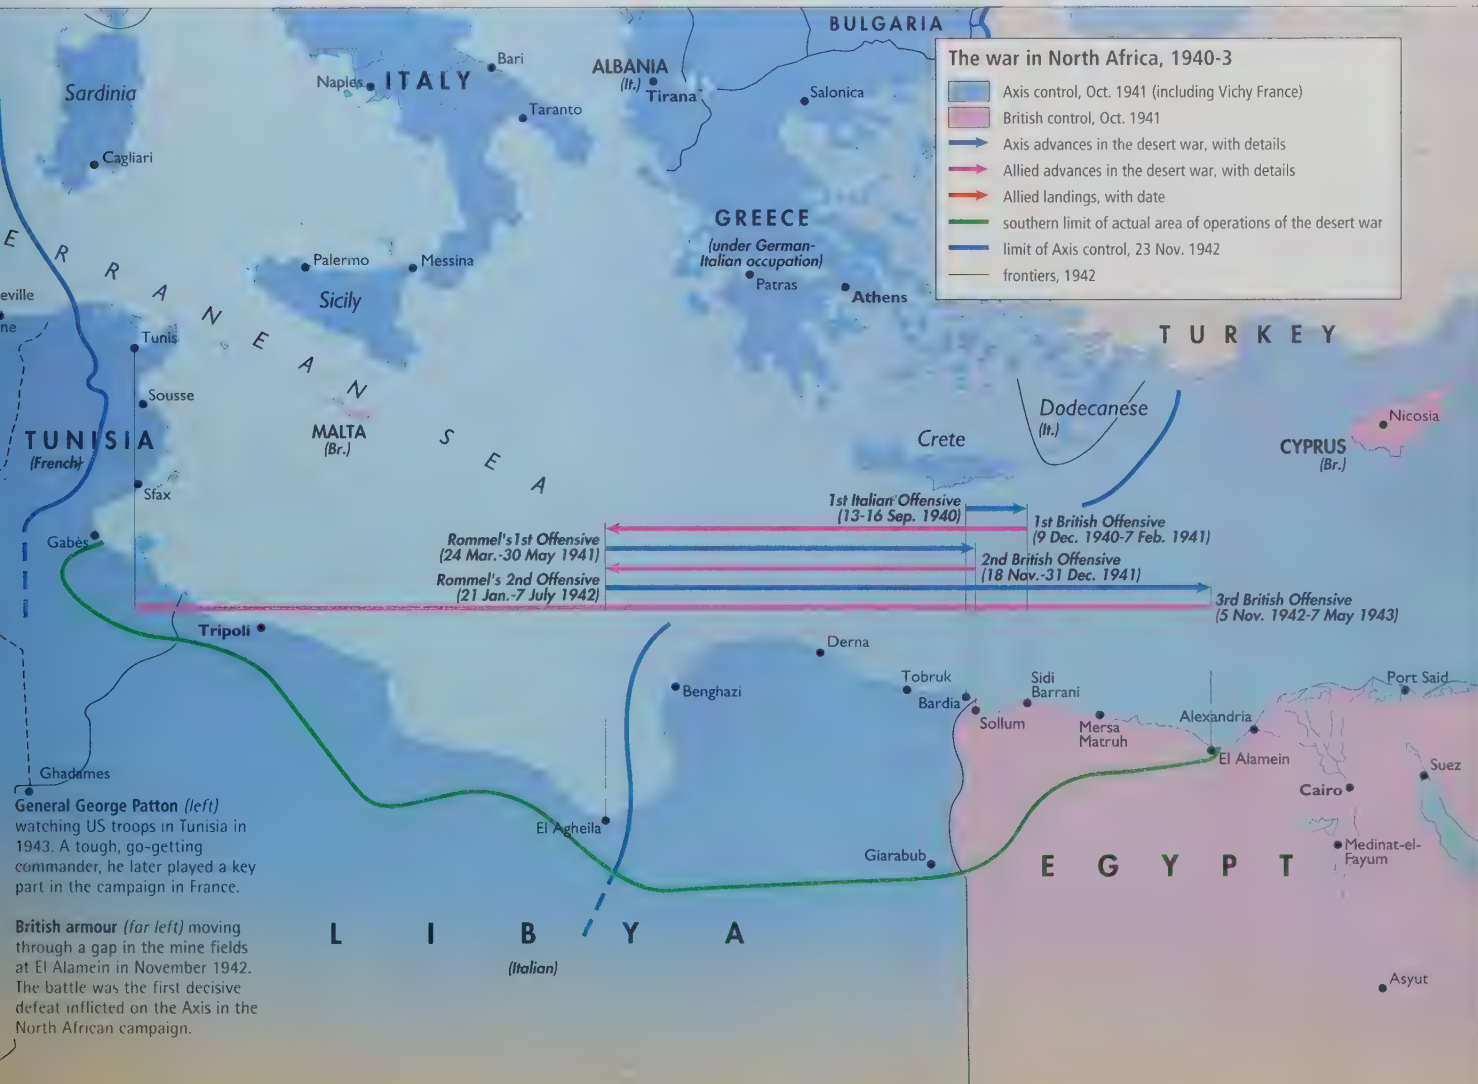 BULGARIA
The war in North Africa, 1940-3
Axis control, Oct. 1941 (including Vichy France)
British control, Oct. 1941
Axis advances in the desert war, with details
Allied advances in the desert war, with details
Allied landings, with date
southern limit of actual area of operations of the desert war
limit of Axis control, 23 Nov. 1942
frontiers, 1942
Sardinia
Cagliari
Naples
ITALY
Bari
Taranto
ALBANIA
(It.)
Tirana
Salonica
GREECE
(under German-
Italian occupation)
Patras
Athens
TURKEY
Palermo
Messina
Sicily
ERRANEAN SEA
eville
ne
Tunis
Sousse
TUNISIA
(French)
Sfax
Gabès
MALTA
(Br.)
Crete
Dodecanese
(It.)
Nicosia
CYPRUS
(Br.)
1st Italian Offensive
(13-16 Sep. 1940)
1st British Offensive
(9 Dec. 1940-7 Feb. 1941)
Rommel's 1st Offensive
(24 Mar.-30 May 1941)
2nd British Offensive
(18 Nov.-31 Dec. 1941)
Rommel's 2nd Offensive
(21 Jan.-7 July 1942)
3rd British Offensive
(5 Nov. 1942-7 May 1943)
Tripoli
Derna
Benghazi
Tobruk
Bardia
Sollum
Sidi
Barrani
Mersa
Matruh
Alexandria
El Alamein
Port Said
Suez
Cairo
Medinat-el-
Fayum
Ghadames
El Agheila
Giarabub
EGYPT
LIBYA
(Italian)
Asyut
General George Patton (left)
watching US troops in Tunisia in
1943. A tough, go-getting
commander, he later played a key
part in the campaign in France.
British armour (far left) moving
through a gap in the mine fields
at El Alamein in November 1942.
The battle was the first decisive
defeat inflicted on the Axis in the
North African campaign.